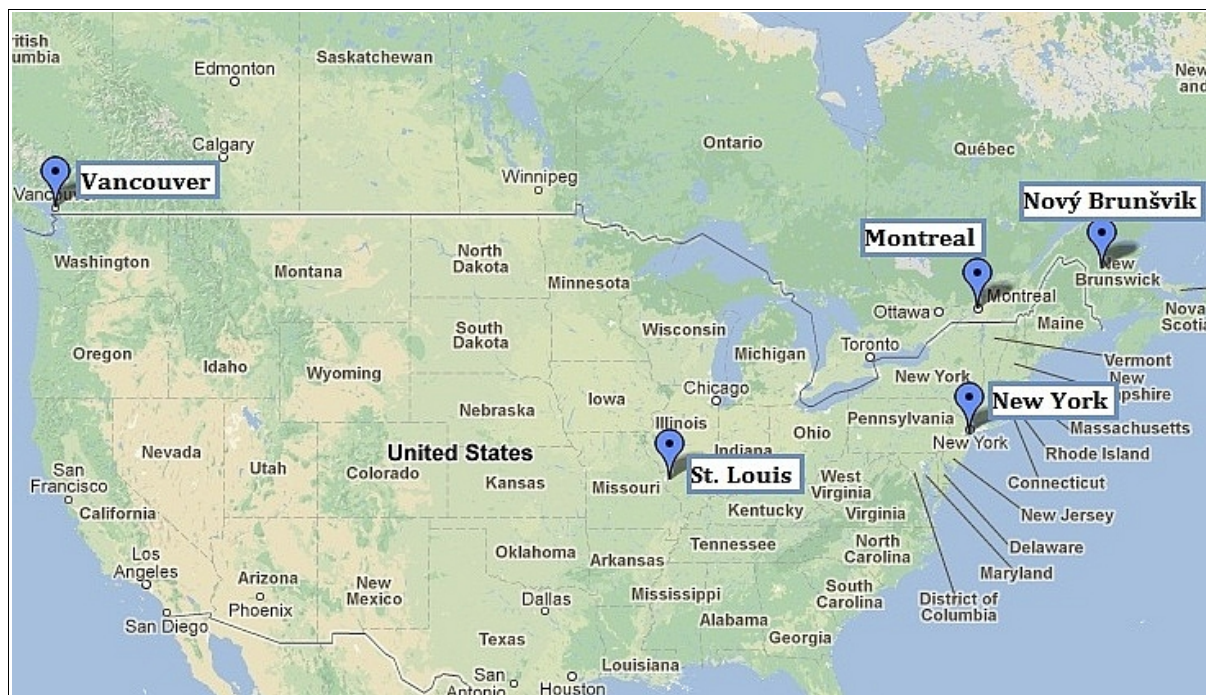 ritish
umbia
Edmonton
Saskatchewan
New
and
Calgary
Ontario
Québec
Vancouver
Winnipeg
Nový Brunšvik
Montreal
Washington
Montana
North
Dakota
Minnesota
New
Brunswick
Ottawa
Montreal
Maine
Nova
Scotia
South
Dakota
Wisconsin
Michigan
Toronto
Oregon
Idaho
Wyoming
Vermont
New
pshire
New York
Chicago
Iowa
Nebraska
Illinois
Ohio
Pennsylvania
New York
New York
Massachusetts
Rhode Island
Connecticut
Nevada
Utah
Colorado
United States
Kansas
Missouri
St. Louis
Indiana
West
Virginia
Virginia
Kentucky
New Jersey
Delaware
Maryland
District of
Columbia
San
Francisco
California
Los
Angeles
San Diego
Arizona
Phoenix
New
Mexico
Oklahoma
Arkansas
Tennessee
North
Carolina
South
Carolina
Dallas
Mississippi
Alabama
Georgia
Texas
Louisiana
San
Antonio
Houston